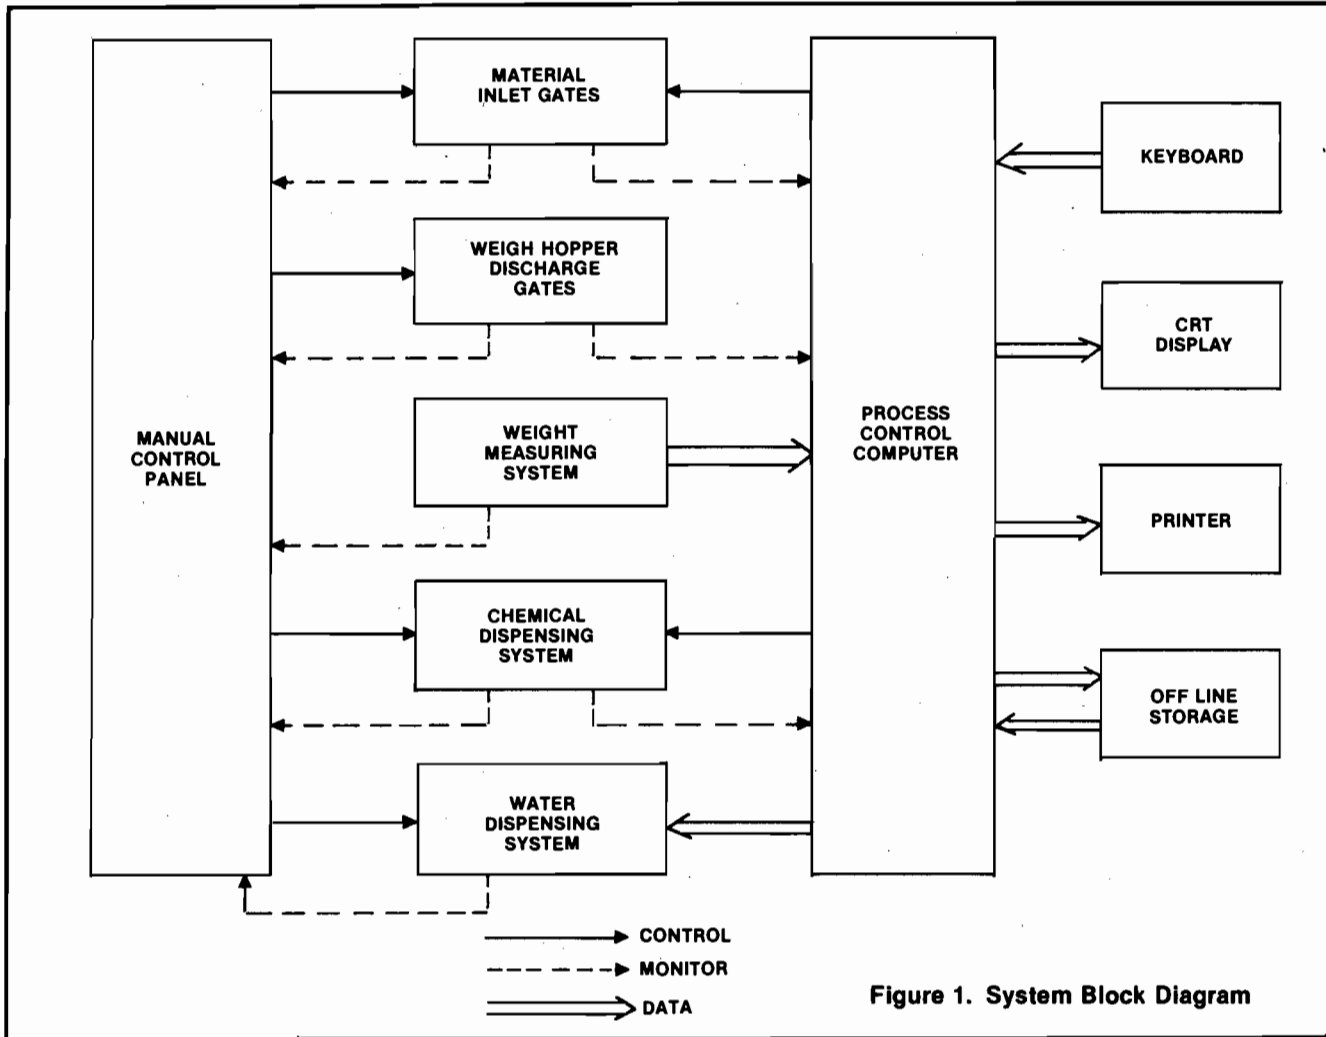 MANUAL
CONTROL
PANEL
MATERIAL
INLET GATES
WEIGH HOPPER
DISCHARGE
GATES
WEIGHT
MEASURING
SYSTEM
CHEMICAL
DISPENSING
SYSTEM
WATER
DISPENSING
SYSTEM
PROCESS
CONTROL
COMPUTER
KEYBOARD
CRT
DISPLAY
PRINTER
OFF LINE
STORAGE
CONTROL
MONITOR
DATA
Figure 1. System Block Diagram